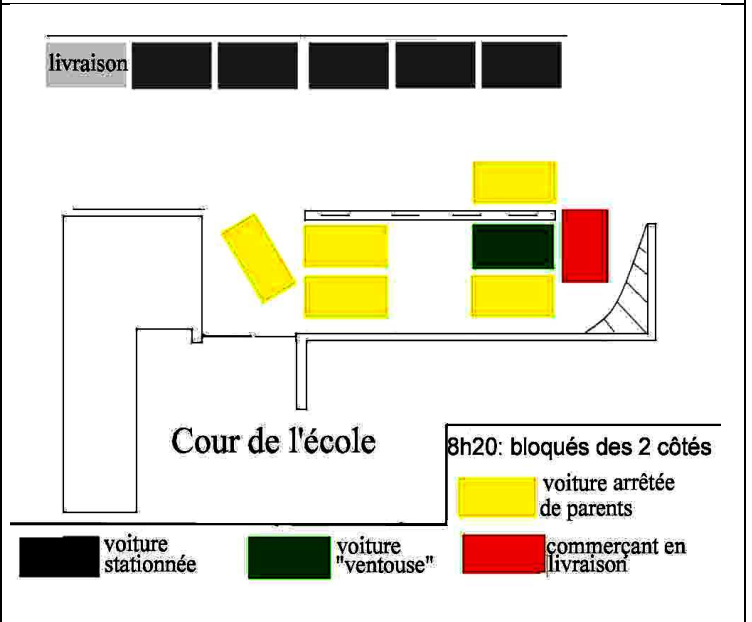 livraison
Cour de l'école
8h20: bloqués des 2 côtés
voiture arrêtée
de parents
voiture
stationnée
voiture
"ventouse"
commerçant en
livraison